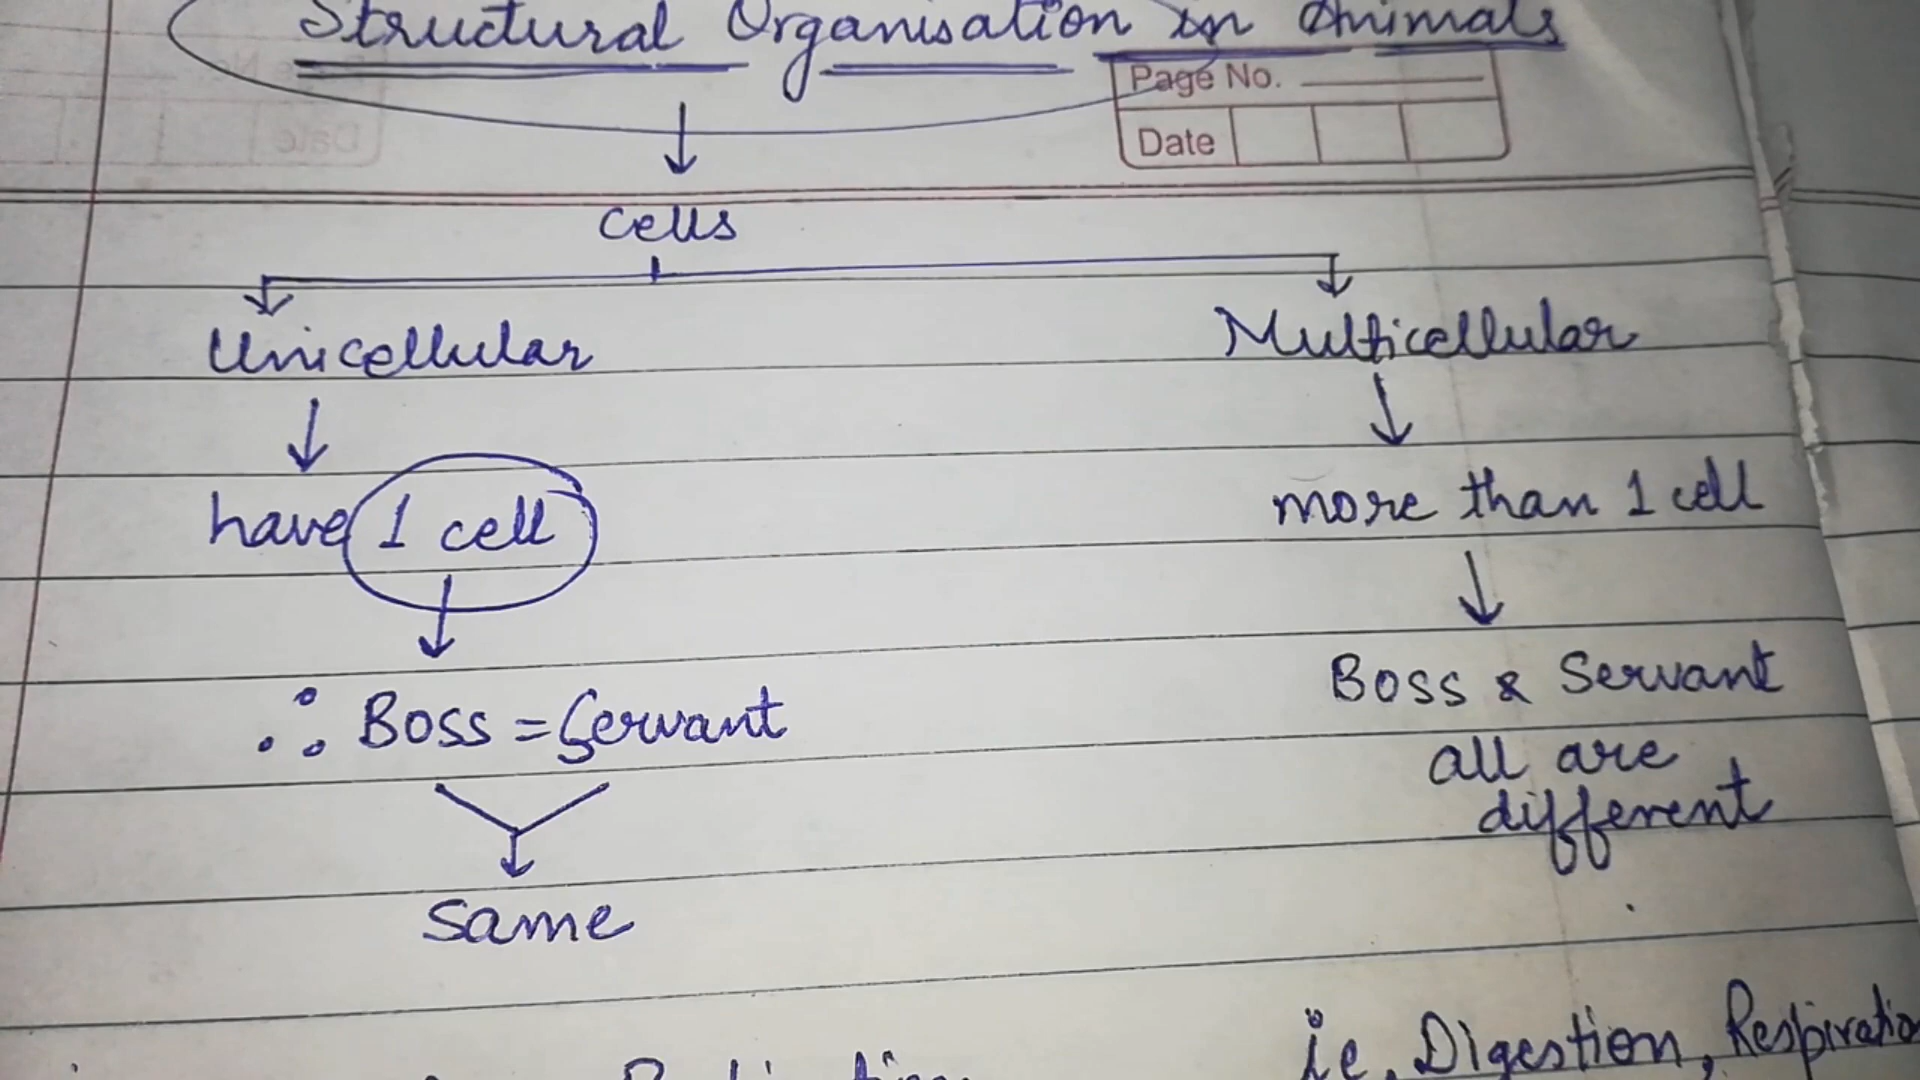 Structural Organisation in Animals
Page No.
Date
Date
cells
Unicellular
Multicellular
have 1 cell
more than 1 cell
∴ Boss = Servant
Boss & Servant
all are
different
same
i.e. Digestion, Respiratio